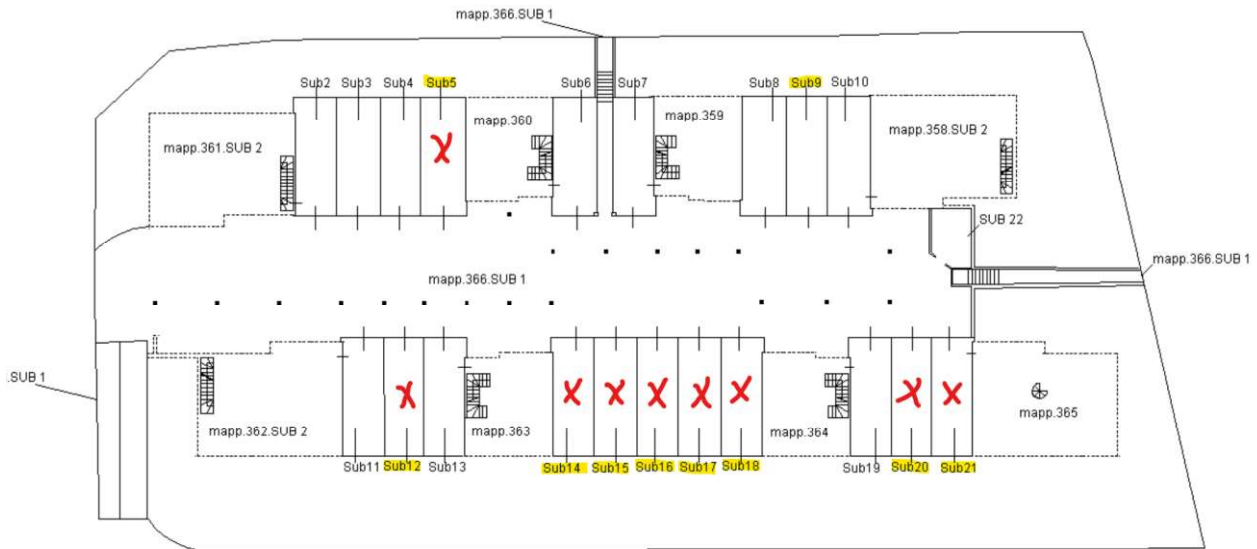 mapp.366.SUB 1
Sub2 Sub3 Sub4 Sub5 Sub6 Sub7 Sub8 Sub9 Sub10
mapp.360
mapp.359
mapp.358.SUB 2
mapp.361.SUB 2
SUB 22
mapp.366.SUB 1
mapp.366.SUB 1
.SUB 1
mapp.365
mapp.362.SUB 2
mapp.363
mapp.364
Sub11 Sub12 Sub13 Sub14 Sub15 Sub16 Sub17 Sub18 Sub19 Sub20 Sub21